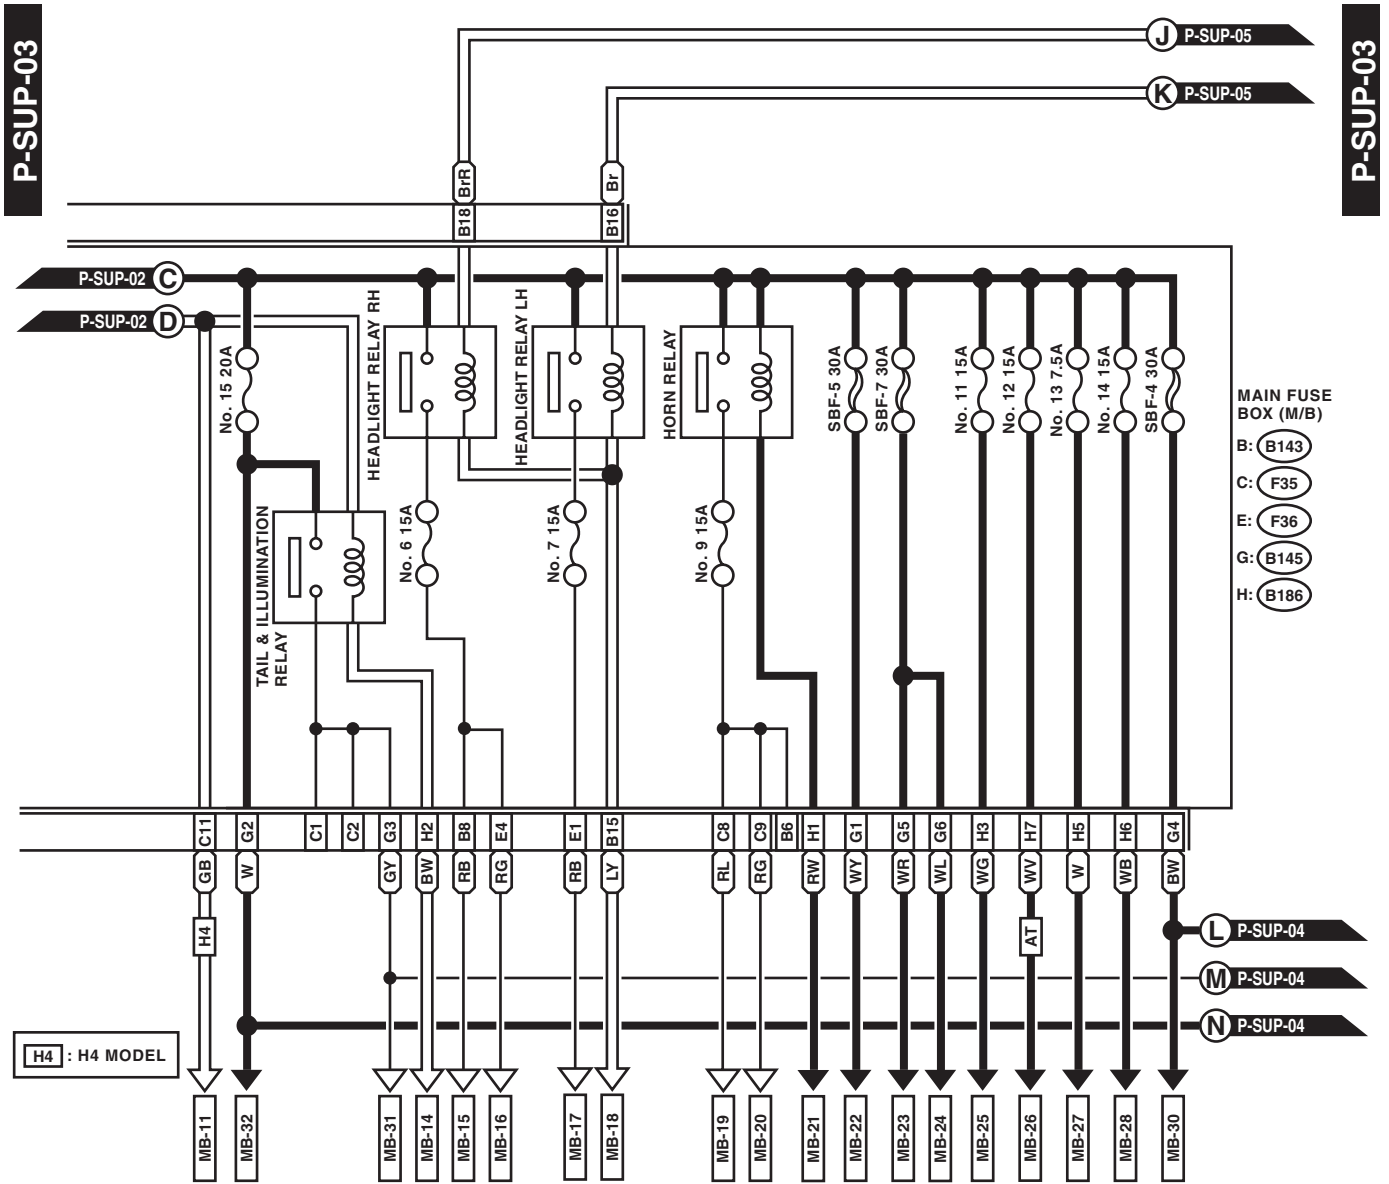 P-SUP-03
P-SUP-03
J P-SUP-05
K P-SUP-05
BrR
Br
B18
B16
P-SUP-02 C
P-SUP-02 D
No. 15 20A
HEADLIGHT RELAY RH
HEADLIGHT RELAY LH
HORN RELAY
SBF-5 30A
SBF-7 30A
No. 11 15A
No. 12 15A
No. 13 7.5A
No. 14 15A
SBF-4 30A
MAIN FUSE
BOX (M/B)
B: B143
C: F35
E: F36
G: B145
H: B186
TAIL & ILLUMINATION
RELAY
No. 6 15A
No. 7 15A
No. 9 15A
C11
G2
C1
C2
G3
H2
B8
E4
E1
B15
C8
C9
B6
H1
G1
G5
G6
H3
H7
H5
H6
G4
GB
W
GY
BW
RB
RG
RB
LY
RL
RG
RW
WY
WR
WL
WG
WV
W
WB
BW
H4
AT
L P-SUP-04
M P-SUP-04
N P-SUP-04
H4 : H4 MODEL
MB-11
MB-32
MB-31
MB-14
MB-15
MB-16
MB-17
MB-18
MB-19
MB-20
MB-21
MB-22
MB-23
MB-24
MB-25
MB-26
MB-27
MB-28
MB-30